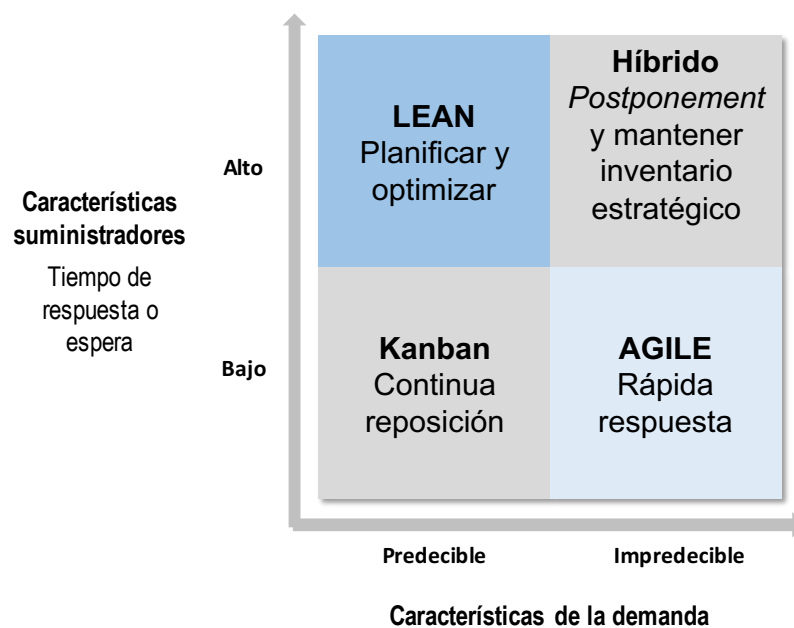 Características
suministradores
Tiempo de
respuesta o
espera
Alto
Bajo
LEAN
Planificar y
optimizar
Híbrido
Postponement
y mantener
inventario
estratégico
Kanban
Continua
reposición
AGILE
Rápida
respuesta
Predecible
Impredecible
Características de la demanda